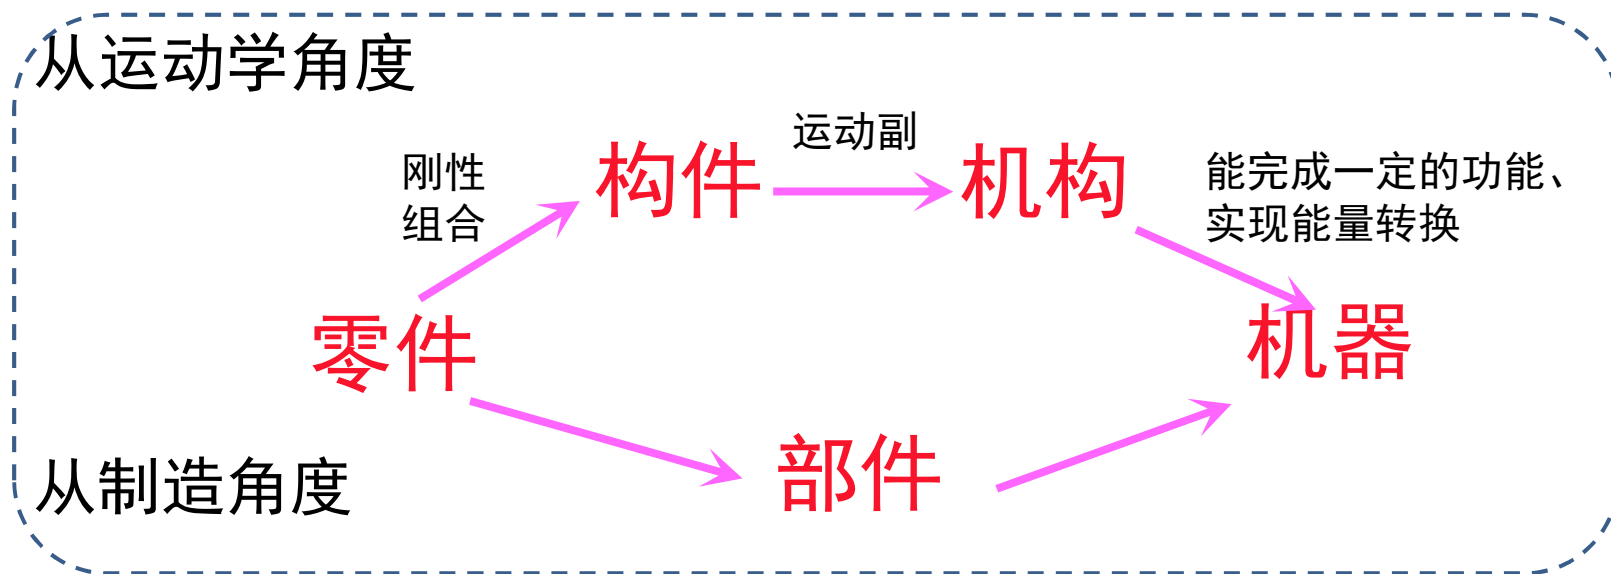 从运动学角度
运动副
刚性
组合
构件
机构
能完成一定的功能、
实现能量转换
零件
机器
部件
从制造角度